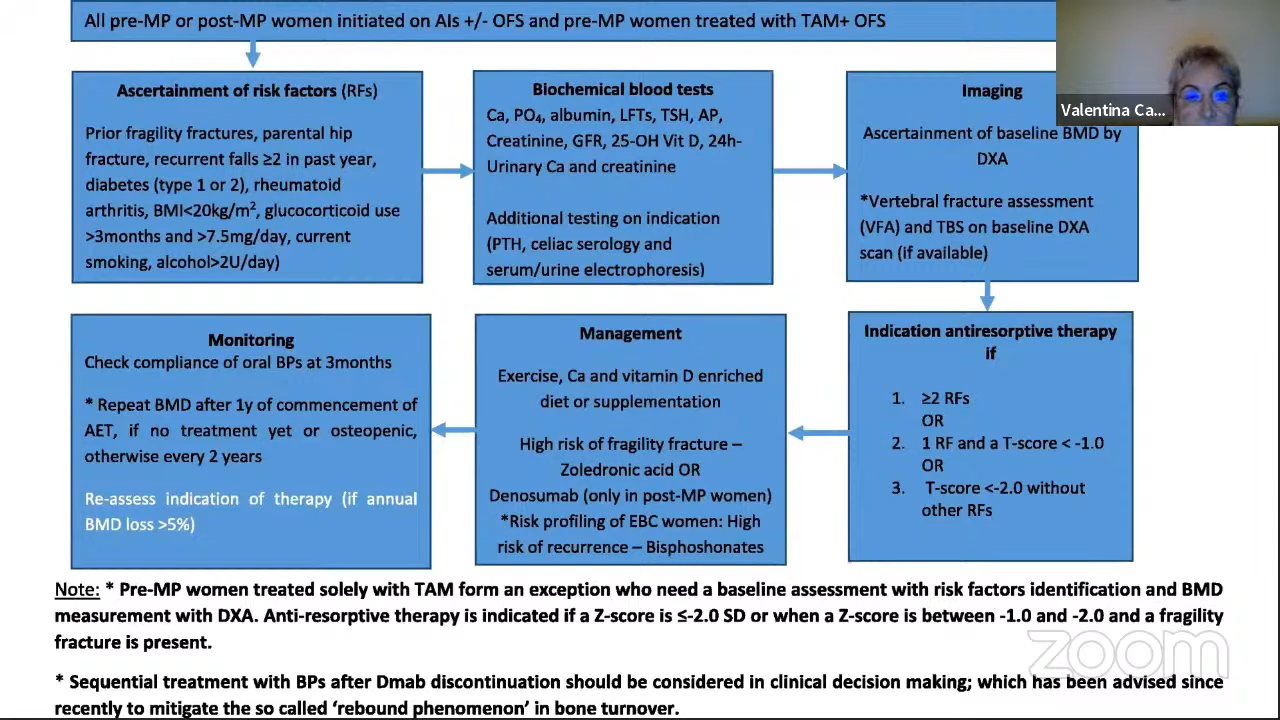 All pre-MP or post-MP women initiated on AIs +/- OFS and pre-MP women treated with TAM+ OFS
Valentina Ca...
Ascertainment of risk factors (RFs)
Prior fragility fractures, parental hip
fracture, recurrent falls ≥2 in past year,
diabetes (type 1 or 2), rheumatoid
arthritis, BMI<20kg/m², glucocorticoid use
>3months and >7.5mg/day, current
smoking, alcohol>2U/day)
Biochemical blood tests
Ca, PO₄, albumin, LFTs, TSH, AP,
Creatinine, GFR, 25-OH Vit D, 24h-
Urinary Ca and creatinine
Additional testing on indication
(PTH, celiac serology and
serum/urine electrophoresis)
Imaging
Ascertainment of baseline BMD by
DXA
*Vertebral fracture assessment
(VFA) and TBS on baseline DXA
scan (if available)
Indication antiresorptive therapy
if
1. ≥2 RFs
OR
2. 1 RF and a T-score < -1.0
OR
3. T-score <-2.0 without
other RFs
Management
Exercise, Ca and vitamin D enriched
diet or supplementation
High risk of fragility fracture –
Zoledronic acid OR
Denosumab (only in post-MP women)
*Risk profiling of EBC women: High
risk of recurrence – Bisphoshonates
Monitoring
Check compliance of oral BPs at 3months
* Repeat BMD after 1y of commencement of
AET, if no treatment yet or osteopenic,
otherwise every 2 years
Re-assess indication of therapy (if annual
BMD loss >5%)
Note: * Pre-MP women treated solely with TAM form an exception who need a baseline assessment with risk factors identification and BMD
measurement with DXA. Anti-resorptive therapy is indicated if a Z-score is ≤-2.0 SD or when a Z-score is between -1.0 and -2.0 and a fragility
fracture is present.
* Sequential treatment with BPs after Dmab discontinuation should be considered in clinical decision making; which has been advised since
recently to mitigate the so called ‘rebound phenomenon’ in bone turnover.
zoom